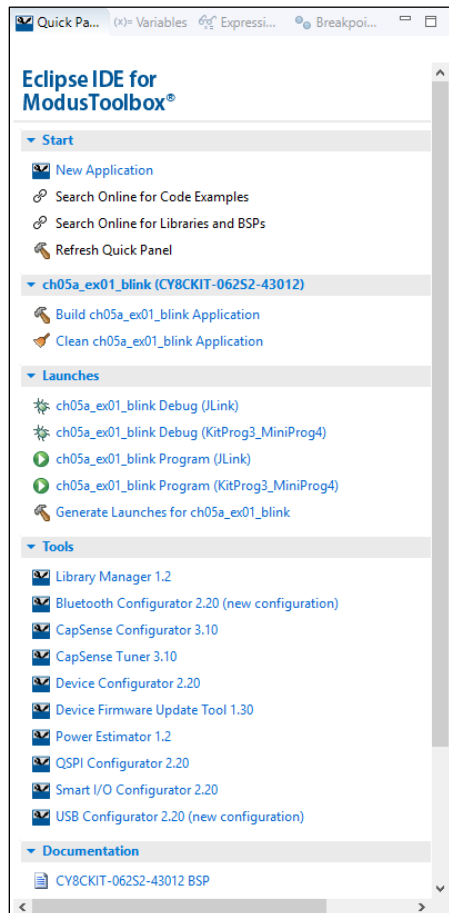 Quick Pa... (x)= Variables Expressi... Breakpoi...
Eclipse IDE for
ModusToolbox®
Start
New Application
Search Online for Code Examples
Search Online for Libraries and BSPs
Refresh Quick Panel
ch05a_ex01_blink (CY8CKIT-062S2-43012)
Build ch05a_ex01_blink Application
Clean ch05a_ex01_blink Application
Launches
ch05a_ex01_blink Debug (JLink)
ch05a_ex01_blink Debug (KitProg3_MiniProg4)
ch05a_ex01_blink Program (JLink)
ch05a_ex01_blink Program (KitProg3_MiniProg4)
Generate Launches for ch05a_ex01_blink
Tools
Library Manager 1.2
Bluetooth Configurator 2.20 (new configuration)
CapSense Configurator 3.10
CapSense Tuner 3.10
Device Configurator 2.20
Device Firmware Update Tool 1.30
Power Estimator 1.2
QSPI Configurator 2.20
Smart I/O Configurator 2.20
USB Configurator 2.20 (new configuration)
Documentation
CY8CKIT-062S2-43012 BSP